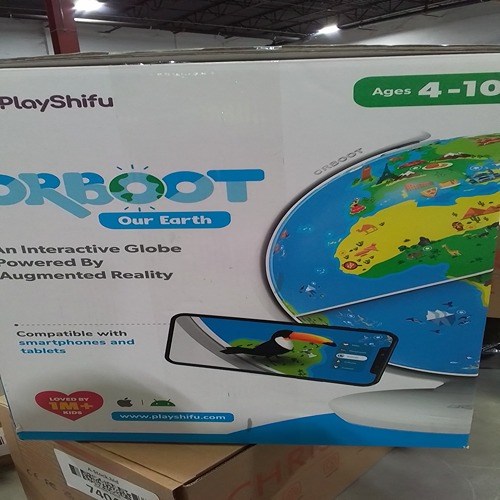 PlayShifu
Ages 4-10
ORBOOT
ORBOOT
Our Earth
An Interactive Globe
Powered By
Augmented Reality
Compatible with
smartphones and
tablets
LOVED BY
1M+
KIDS
www.playshifu.com